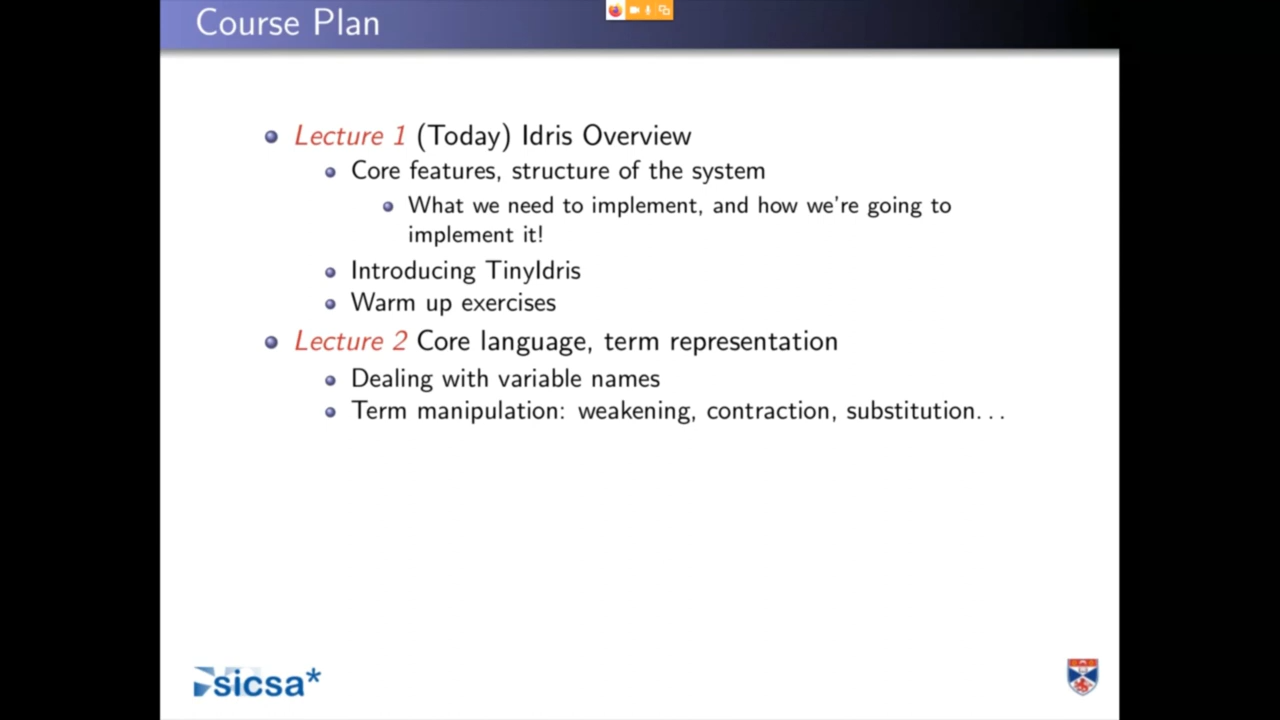 Course Plan
Lecture 1 (Today) Idris Overview
Core features, structure of the system
What we need to implement, and how we're going to
implement it!
Introducing TinyIdris
Warm up exercises
Lecture 2 Core language, term representation
Dealing with variable names
Term manipulation: weakening, contraction, substitution...
sicsa*